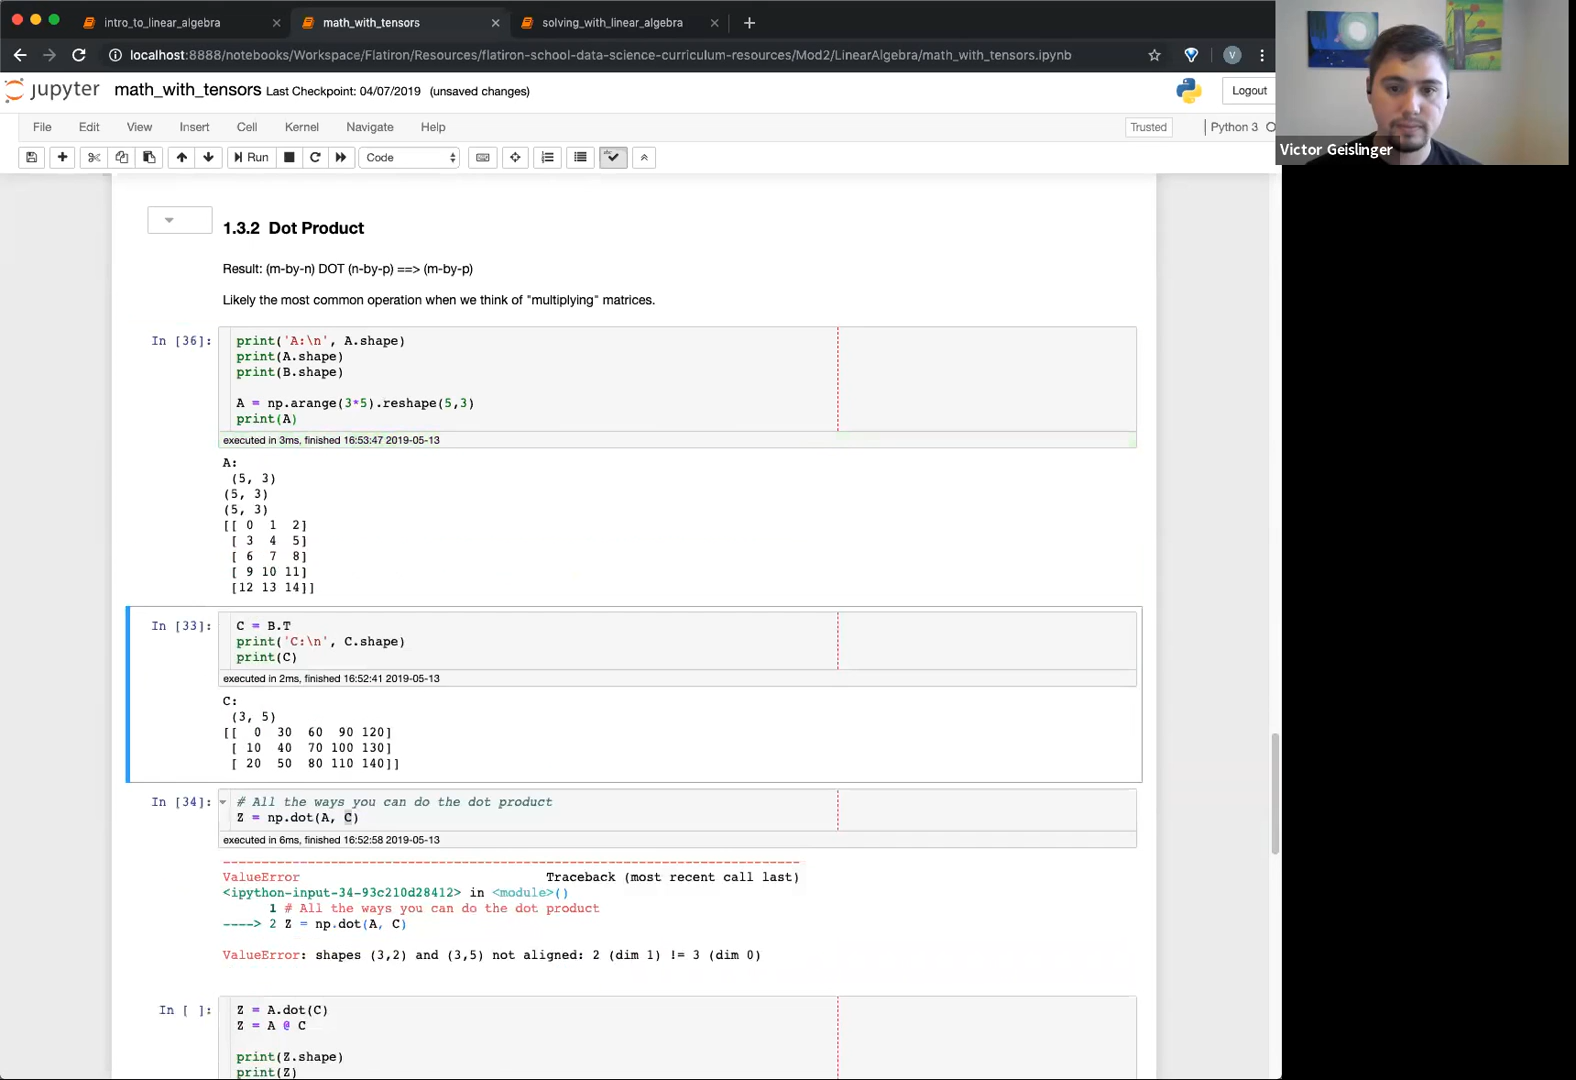 intro_to_linear_algebra
math_with_tensors
solving_with_linear_algebra
localhost:8888/notebooks/Workspace/Flatiron/Resources/flatiron-school-data-science-curriculum-resources/Mod2/LinearAlgebra/math_with_tensors.ipynb
V
jupyter math_with_tensors Last Checkpoint: 04/07/2019 (unsaved changes)
Logout
File Edit View Insert Cell Kernel Navigate Help
Trusted
Python 3
Run
Code
Victor Geislinger
1.3.2 Dot Product
Result: (m-by-n) DOT (n-by-p) ==> (m-by-p)
Likely the most common operation when we think of "multiplying" matrices.
In [36]: print('A:\n', A.shape)
print(A.shape)
print(B.shape)
A = np.arange(3*5).reshape(5,3)
print(A)
executed in 3ms, finished 16:53:47 2019-05-13
A:
(5, 3)
(5, 3)
(5, 3)
[[ 0 1 2]
[ 3 4 5]
[ 6 7 8]
[ 9 10 11]
[12 13 14]]
In [33]: C = B.T
print('C:\n', C.shape)
print(C)
executed in 2ms, finished 16:52:41 2019-05-13
C:
(3, 5)
[[ 0 30 60 90 120]
[ 10 40 70 100 130]
[ 20 50 80 110 140]]
In [34]: # All the ways you can do the dot product
Z = np.dot(A, C)
executed in 6ms, finished 16:52:58 2019-05-13
---------------------------------------------------------------------------
ValueError Traceback (most recent call last)
<ipython-input-34-93c210d28412> in <module>()
1 # All the ways you can do the dot product
----> 2 Z = np.dot(A, C)
ValueError: shapes (3,2) and (3,5) not aligned: 2 (dim 1) != 3 (dim 0)
In [ ]: Z = A.dot(C)
Z = A @ C
print(Z.shape)
print(Z)